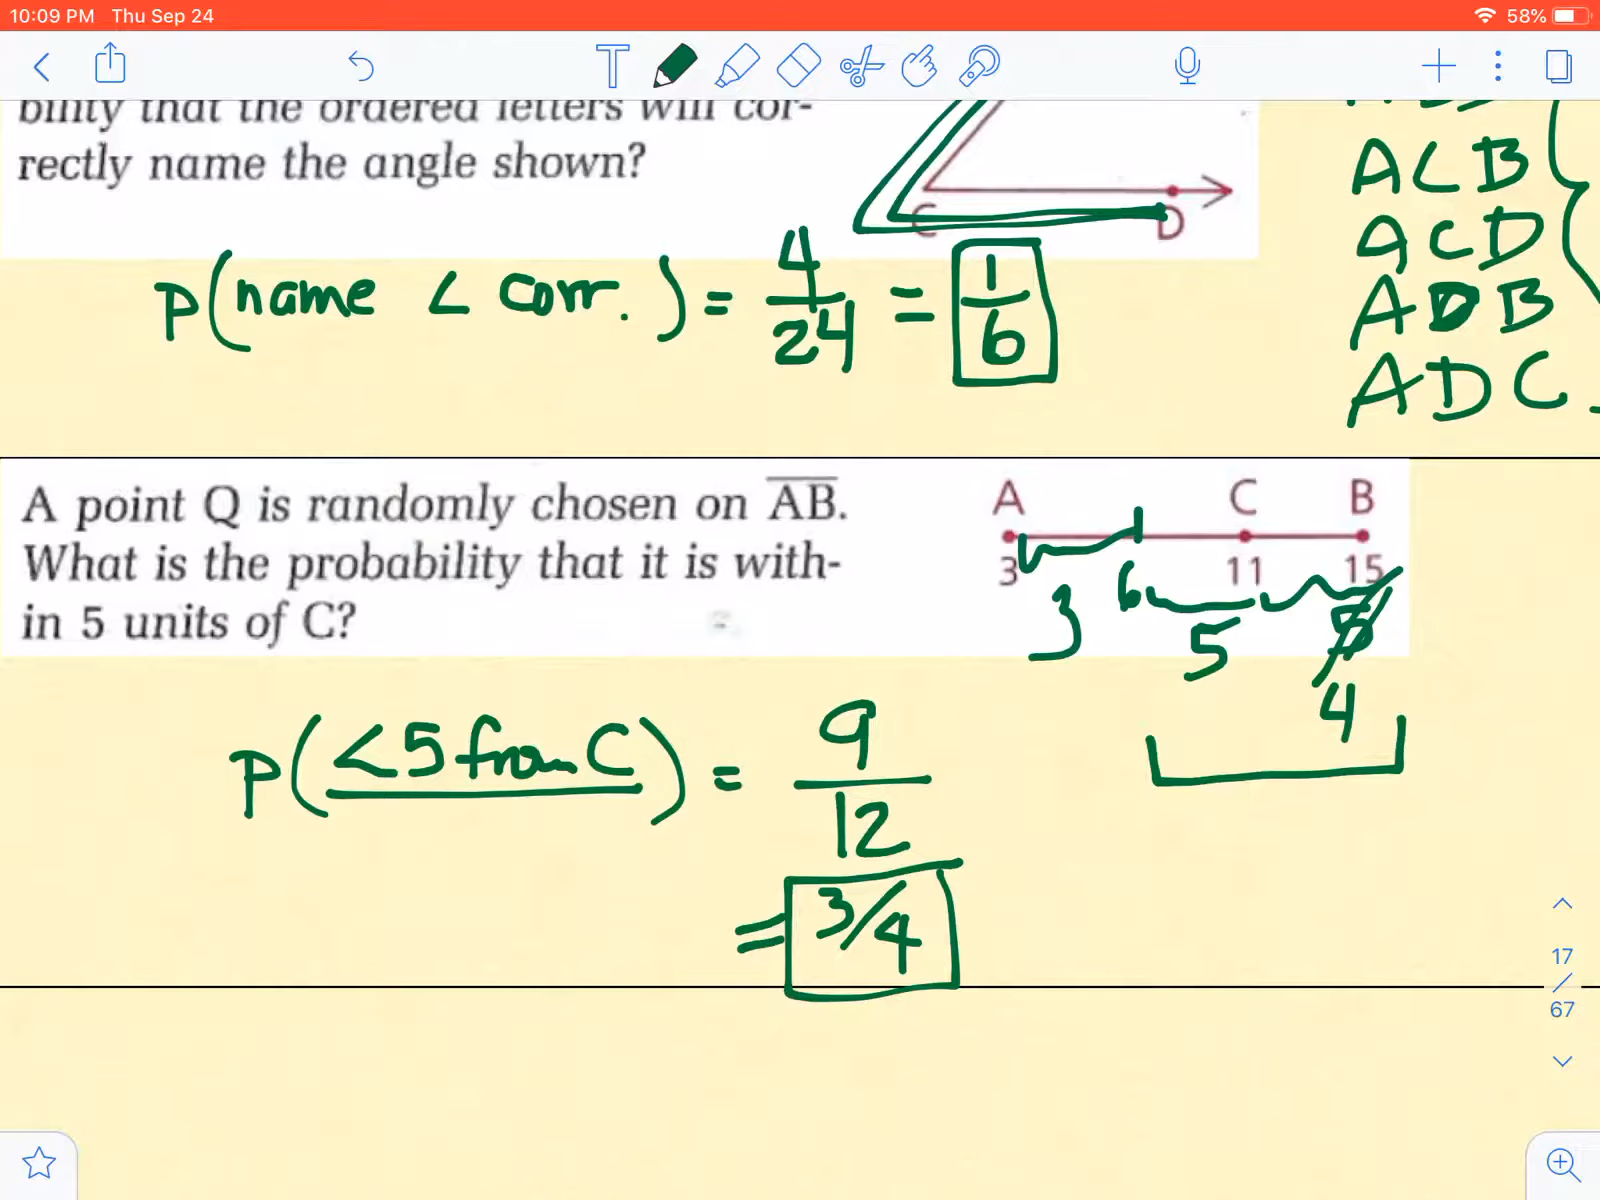 10:09 PM Thu Sep 24 58%
T
bility that the ordered letters will cor-
rectly name the angle shown?
C D
ACB
ACD
ADB
ADC
P(name < corr.) = 4/24 = 1/6
A point Q is randomly chosen on AB.
What is the probability that it is with-
in 5 units of C?
A C B
3 11 15
3 6 5 5
4
P(<5 from C) = 9/12
= 3/4
17
/
67